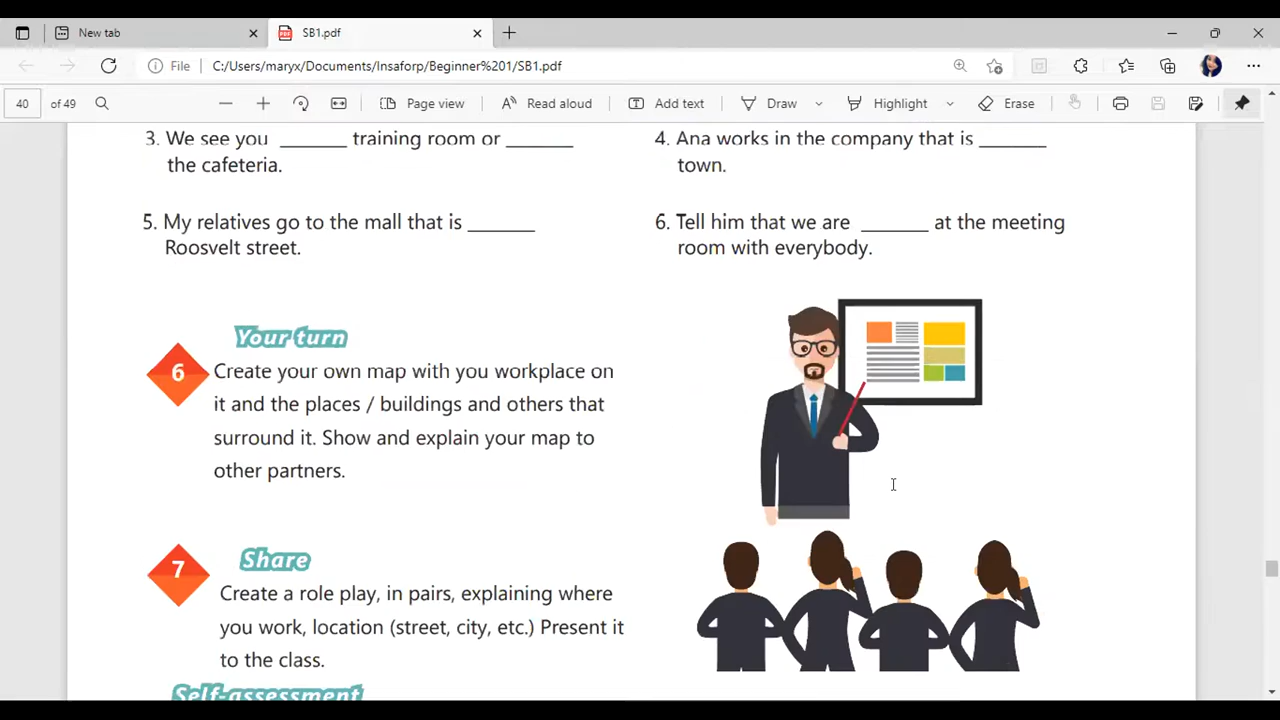 New tab
SB1.pdf
File C:/Users/maryx/Documents/Insaforp/Beginner%201/SB1.pdf
40 of 49 Page view Read aloud Add text Draw Highlight Erase
3. We see you _______ training room or _______
the cafeteria.
4. Ana works in the company that is _______
town.
5. My relatives go to the mall that is _______
Roosvelt street.
6. Tell him that we are _______ at the meeting
room with everybody.
Your turn
6
Create your own map with you workplace on
it and the places / buildings and others that
surround it. Show and explain your map to
other partners.
Share
7
Create a role play, in pairs, explaining where
you work, location (street, city, etc.) Present it
to the class.
Self-assessment